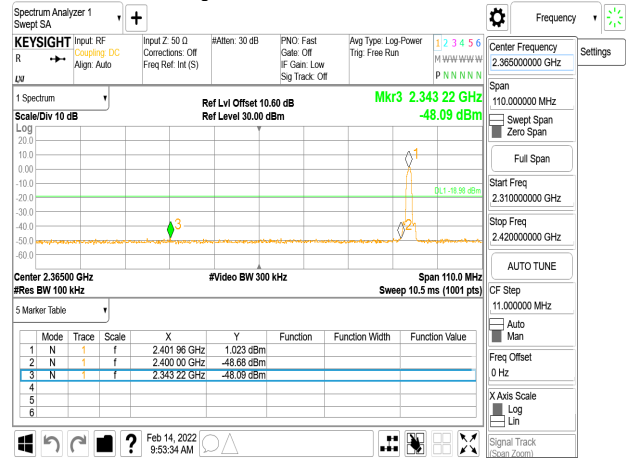 Spectrum Analyzer 1
Swept SA
Frequency
KEYSIGHT
R
Input: RF
Coupling: DC
Align: Auto
Input Z: 50 Ω
Corrections: Off
Freq Ref: Int (S)
#Atten: 30 dB
PNO: Fast
Gate: Off
IF Gain: Low
Sig Track: Off
Avg Type: Log-Power
Trig: Free Run
1 2 3 4 5 6
M W W W W W
P N N N N N
Settings
1 Spectrum
Scale/Div 10 dB
Ref Lvl Offset 10.60 dB
Ref Level 30.00 dBm
Mkr3 2.343 22 GHz
-48.09 dBm
Log
20.0
10.0
0.00
-10.0
-20.0
-30.0
-40.0
-50.0
-60.0
1
2
3
DL1 -18.98 dBm
Center 2.36500 GHz
#Res BW 100 kHz
#Video BW 300 kHz
Span 110.0 MHz
Sweep 10.5 ms (1001 pts)
5 Marker Table
Mode Trace Scale X Y Function Function Width Function Value
1 N 1 f 2.401 96 GHz 1.023 dBm
2 N 1 f 2.400 00 GHz -48.68 dBm
3 N 1 f 2.343 22 GHz -48.09 dBm
4
5
6
?
Feb 14, 2022
9:53:34 AM
Center Frequency
2.365000000 GHz
Span
110.000000 MHz
Swept Span
Zero Span
Full Span
Start Freq
2.310000000 GHz
Stop Freq
2.420000000 GHz
AUTO TUNE
CF Step
11.000000 MHz
Auto
Man
Freq Offset
0 Hz
X Axis Scale
Log
Lin
Signal Track
(Span Zoom)